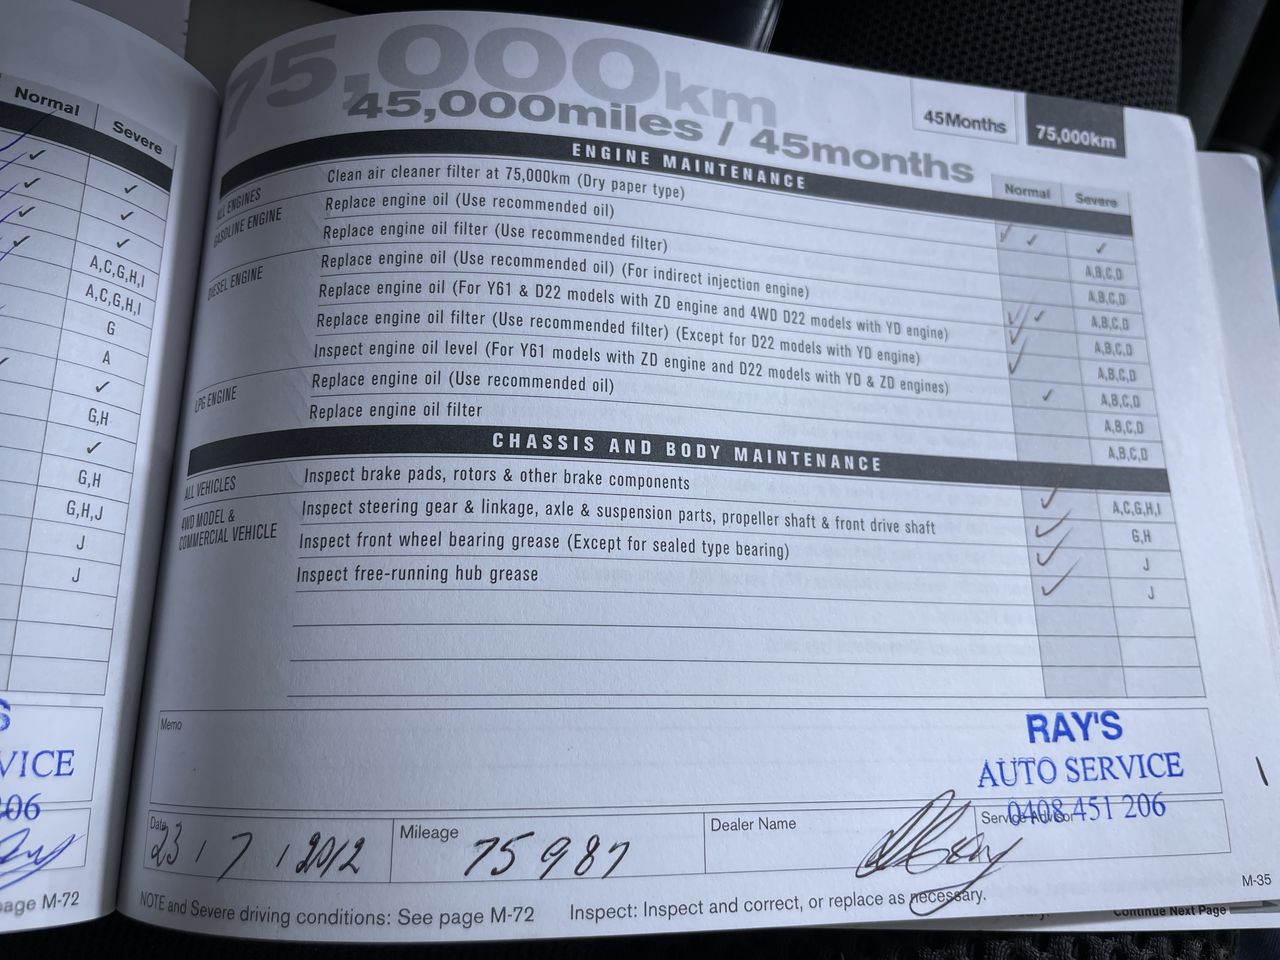 Normal Severe
✓
✓ ✓
✓ ✓
✓ ✓
✓ A,C,G,H,I
A,C,G,H,I
G
✓ A
✓
G,H
✓
G,H
G,H,J
J
J
VICE
206
page M-72
75,000km
45,000miles / 45months
45Months 75,000km
ENGINE MAINTENANCE
Normal Severe
ALL ENGINES Clean air cleaner filter at 75,000km (Dry paper type) ✓ ✓ ✓
GASOLINE ENGINE Replace engine oil (Use recommended oil) A,B,C,D
Replace engine oil filter (Use recommended filter) A,B,C,D
DIESEL ENGINE Replace engine oil (Use recommended oil) (For indirect injection engine) ✓ ✓ A,B,C,D
Replace engine oil (For Y61 & D22 models with ZD engine and 4WD D22 models with YD engine) ✓ A,B,C,D
Replace engine oil filter (Use recommended filter) (Except for D22 models with YD engine) ✓ A,B,C,D
Inspect engine oil level (For Y61 models with ZD engine and D22 models with YD & ZD engines) ✓ A,B,C,D
LPG ENGINE Replace engine oil (Use recommended oil) A,B,C,D
Replace engine oil filter A,B,C,D
CHASSIS AND BODY MAINTENANCE
ALL VEHICLES Inspect brake pads, rotors & other brake components ✓ A,C,G,H,I
4WD MODEL & COMMERCIAL VEHICLE Inspect steering gear & linkage, axle & suspension parts, propeller shaft & front drive shaft ✓ G,H
Inspect front wheel bearing grease (Except for sealed type bearing) ✓ J
Inspect free-running hub grease ✓ J
Memo
RAY'S
AUTO SERVICE
0408 451 206
Date 23 / 7 / 2012 Mileage 75987 Dealer Name Service Advisor
NOTE and Severe driving conditions: See page M-72 Inspect: Inspect and correct, or replace as necessary.
M-35
Continue Next Page